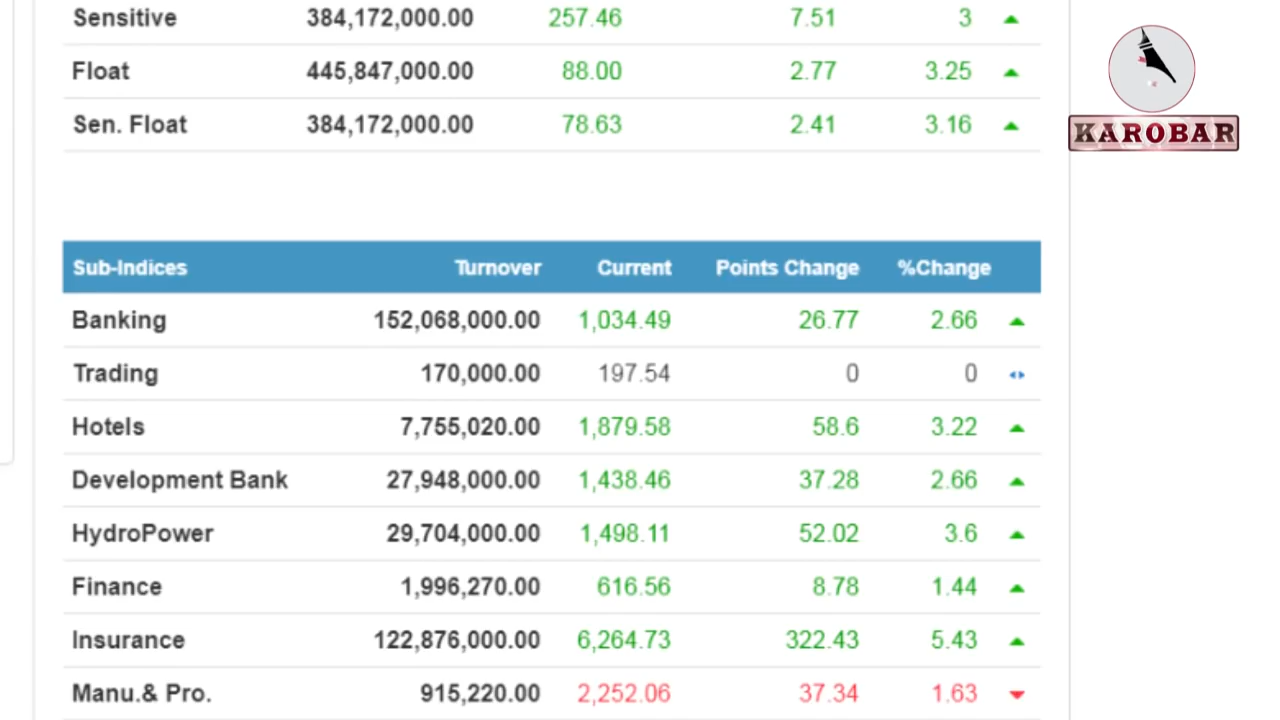 Sensitive 384,172,000.00 257.46 7.51 3
Float 445,847,000.00 88.00 2.77 3.25
Sen. Float 384,172,000.00 78.63 2.41 3.16
KAROBAR
Sub-Indices Turnover Current Points Change %Change
Banking 152,068,000.00 1,034.49 26.77 2.66
Trading 170,000.00 197.54 0 0
Hotels 7,755,020.00 1,879.58 58.6 3.22
Development Bank 27,948,000.00 1,438.46 37.28 2.66
HydroPower 29,704,000.00 1,498.11 52.02 3.6
Finance 1,996,270.00 616.56 8.78 1.44
Insurance 122,876,000.00 6,264.73 322.43 5.43
Manu.& Pro. 915,220.00 2,252.06 37.34 1.63